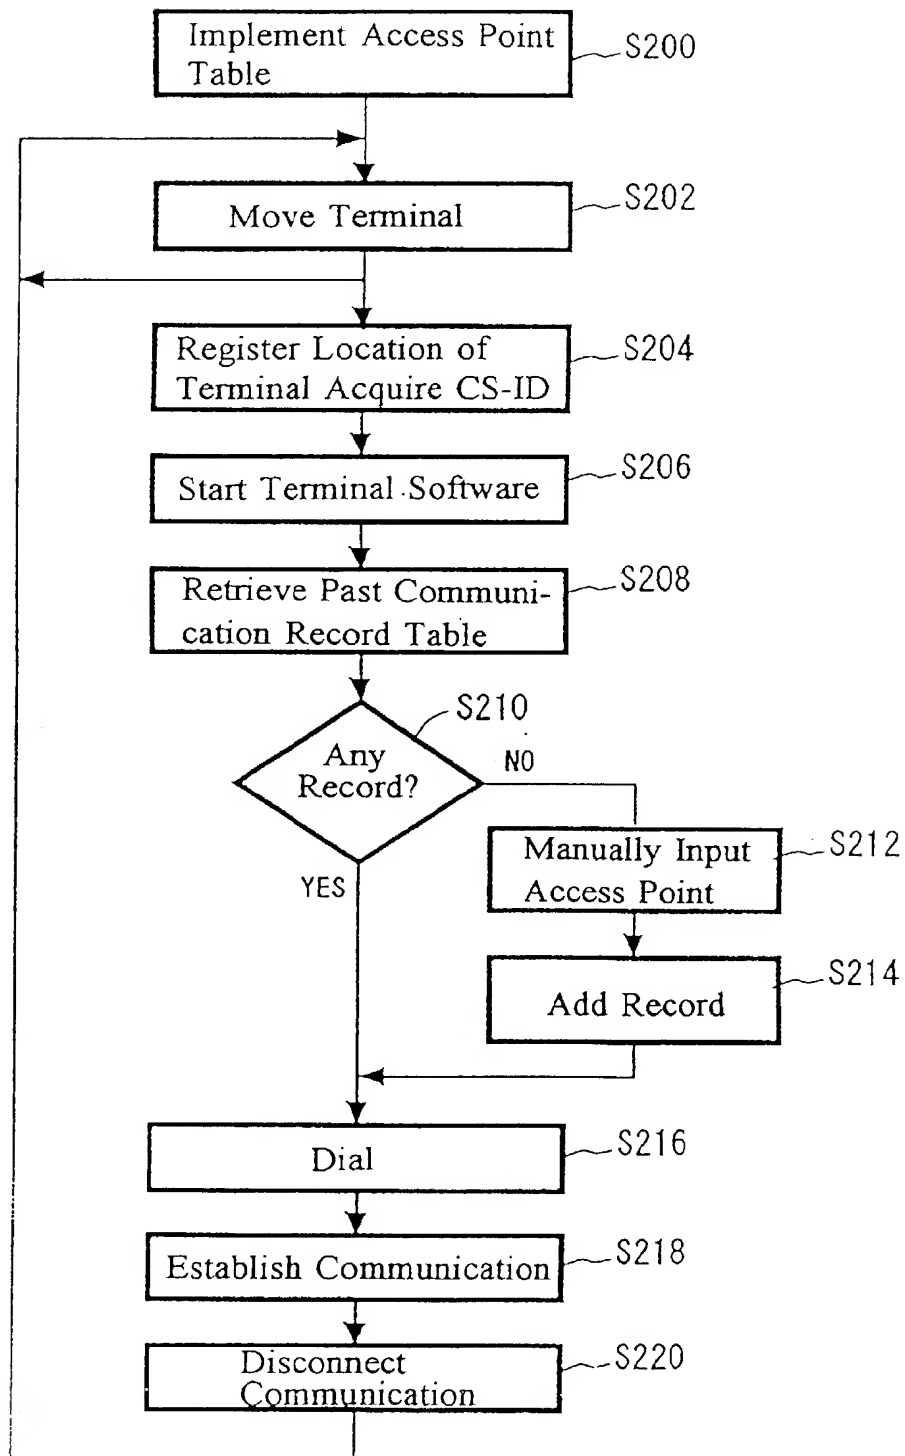 Implement Access Point
Table
S200
Move Terminal
S202
Register Location of
Terminal Acquire CS-ID
S204
Start Terminal Software
S206
Retrieve Past Communi-
cation Record Table
S208
S210
Any
Record?
NO
YES
Manually Input
Access Point
S212
Add Record
S214
Dial
S216
Establish Communication
S218
Disconnect
Communication
S220